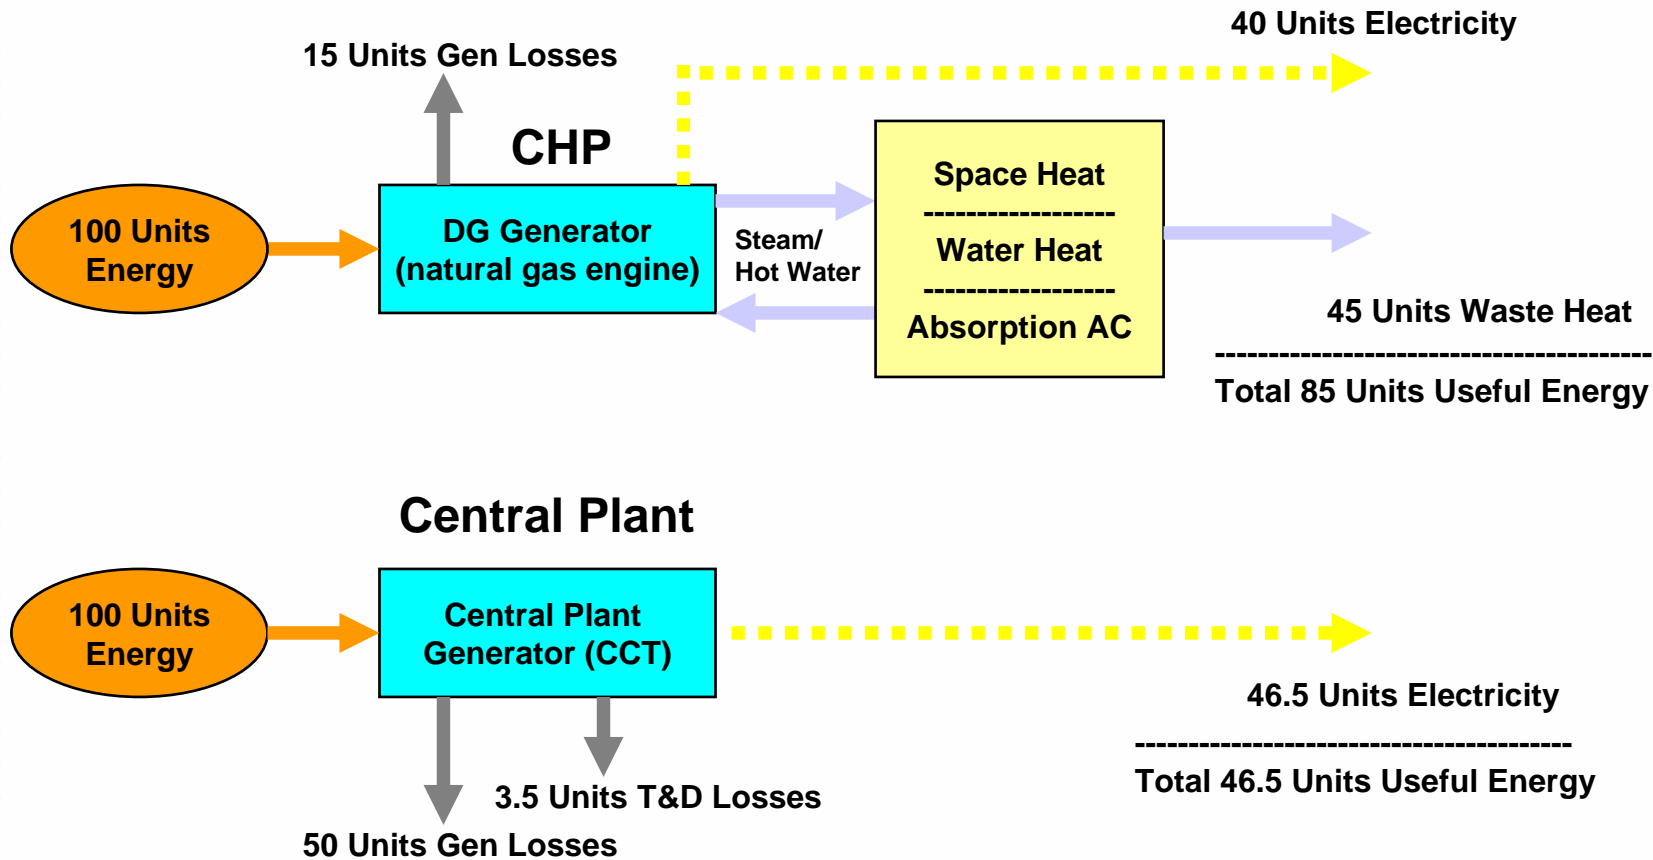 40 Units Electricity
15 Units Gen Losses
CHP
100 Units
Energy
DG Generator
(natural gas engine)
Steam/
Hot Water
Space Heat
------------------
Water Heat
------------------
Absorption AC
45 Units Waste Heat
-----------------------------------------
Total 85 Units Useful Energy
Central Plant
100 Units
Energy
Central Plant
Generator (CCT)
46.5 Units Electricity
-----------------------------------------
Total 46.5 Units Useful Energy
3.5 Units T&D Losses
50 Units Gen Losses